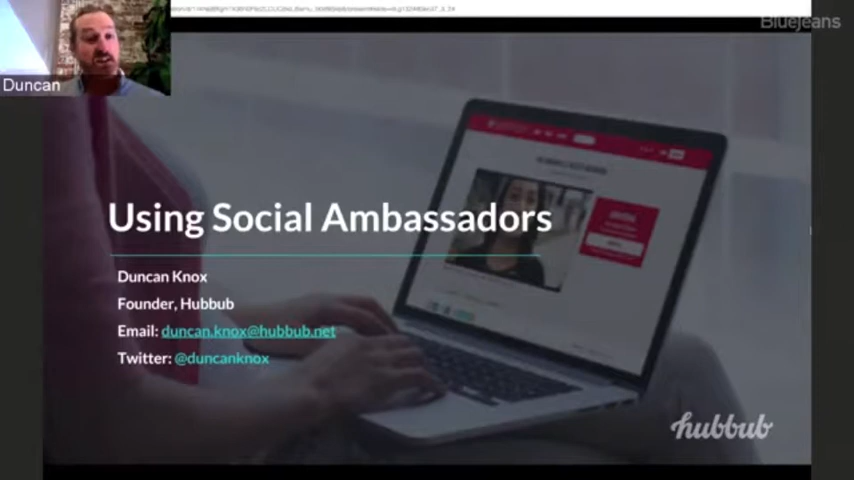 BlueJeans
Duncan
Using Social Ambassadors
Duncan Knox
Founder, Hubbub
Email: duncan.knox@hubbub.net
Twitter: @duncanknox
hubbub